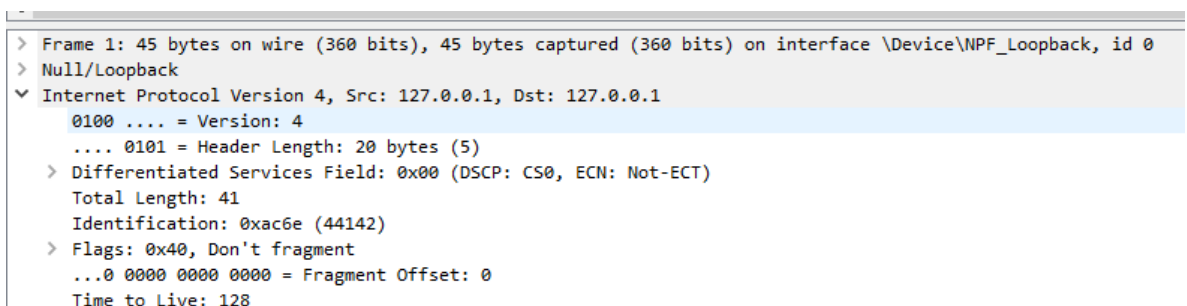 Frame 1: 45 bytes on wire (360 bits), 45 bytes captured (360 bits) on interface \Device\NPF_Loopback, id 0
Null/Loopback
Internet Protocol Version 4, Src: 127.0.0.1, Dst: 127.0.0.1
0100 .... = Version: 4
.... 0101 = Header Length: 20 bytes (5)
Differentiated Services Field: 0x00 (DSCP: CS0, ECN: Not-ECT)
Total Length: 41
Identification: 0xac6e (44142)
Flags: 0x40, Don't fragment
...0 0000 0000 0000 = Fragment Offset: 0
Time to Live: 128